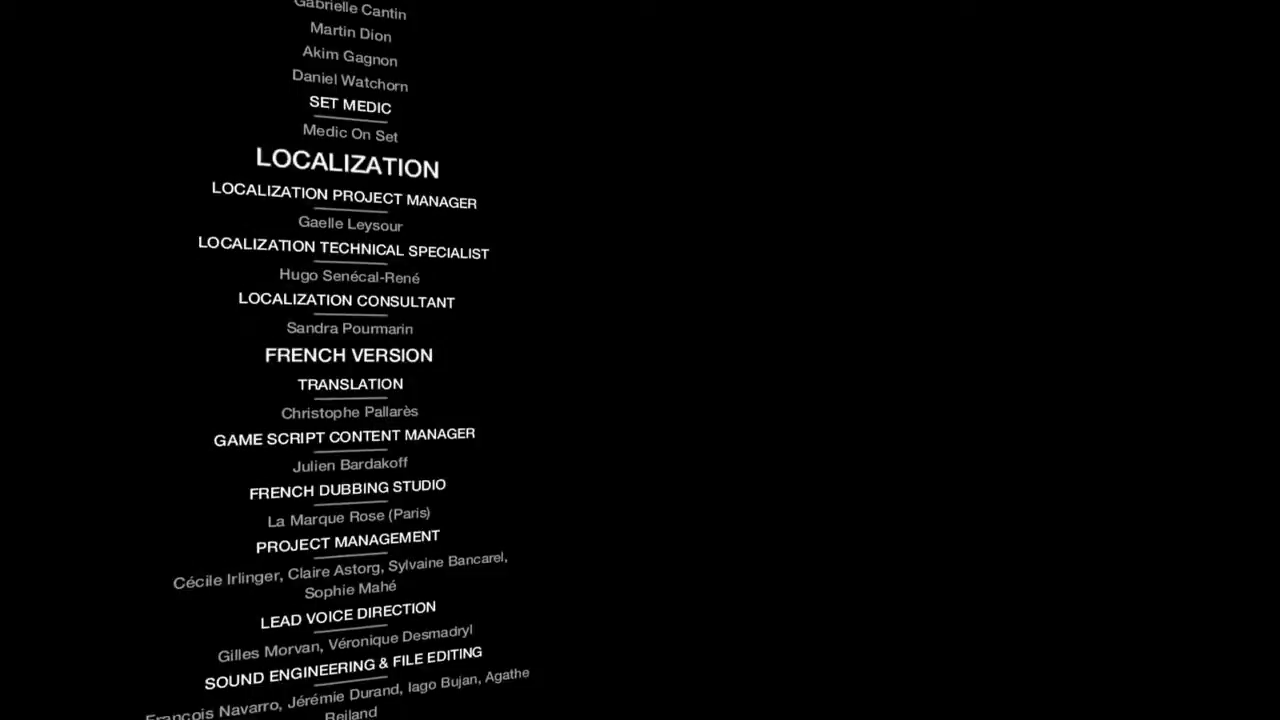 Gabrielle Cantin
Martin Dion
Akim Gagnon
Daniel Watchorn
SET MEDIC
Medic On Set
LOCALIZATION
LOCALIZATION PROJECT MANAGER
Gaelle Leysour
LOCALIZATION TECHNICAL SPECIALIST
Hugo Senécal-René
LOCALIZATION CONSULTANT
Sandra Pourmarin
FRENCH VERSION
TRANSLATION
Christophe Pallarès
GAME SCRIPT CONTENT MANAGER
Julien Bardakoff
FRENCH DUBBING STUDIO
La Marque Rose (Paris)
PROJECT MANAGEMENT
Cécile Irlinger, Claire Astorg, Sylvaine Bancarel,
Sophie Mahé
LEAD VOICE DIRECTION
Gilles Morvan, Véronique Desmadryl
SOUND ENGINEERING & FILE EDITING
François Navarro, Jérémie Durand, Iago Bujan, Agathe
Reiland